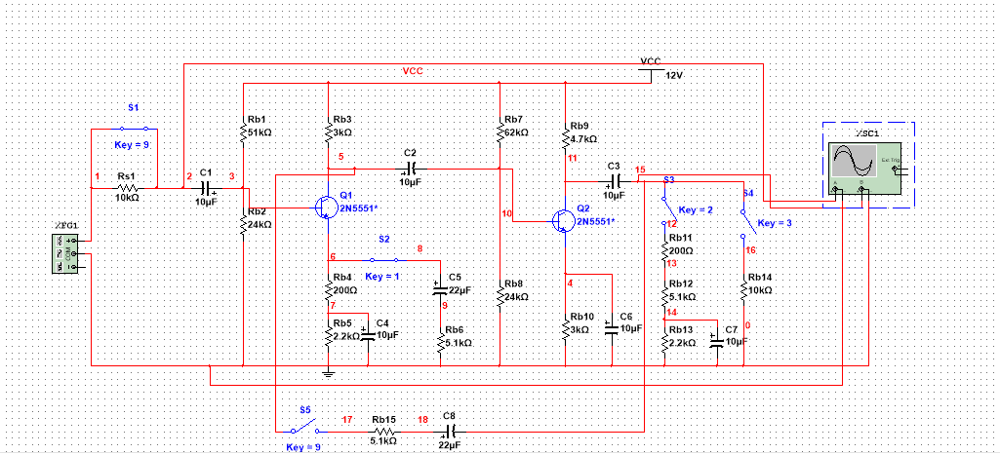 VCC
VCC
12V
S1
Key = 9
1
Rs1
10kΩ
2
C1
10µF
3
Rb1
51kΩ
Rb2
24kΩ
Rb3
3kΩ
5
C2
10µF
Q1
2N5551*
S2
Key = 1
6
8
Rb4
200Ω
7
Rb5
2.2kΩ
C4
10µF
C5
22µF
9
Rb6
5.1kΩ
Rb7
62kΩ
10
Rb8
24kΩ
Rb9
4.7kΩ
11
C3
10µF
15
Q2
2N5551*
4
Rb10
3kΩ
C6
10µF
S3
Key = 2
12
Rb11
200Ω
13
Rb12
5.1kΩ
14
Rb13
2.2kΩ
C7
10µF
S4
Key = 3
16
Rb14
10kΩ
0
XSC1
Ext Trig
A
B
XFG1
COM
S5
Key = 9
17
Rb15
5.1kΩ
18
C8
22µF